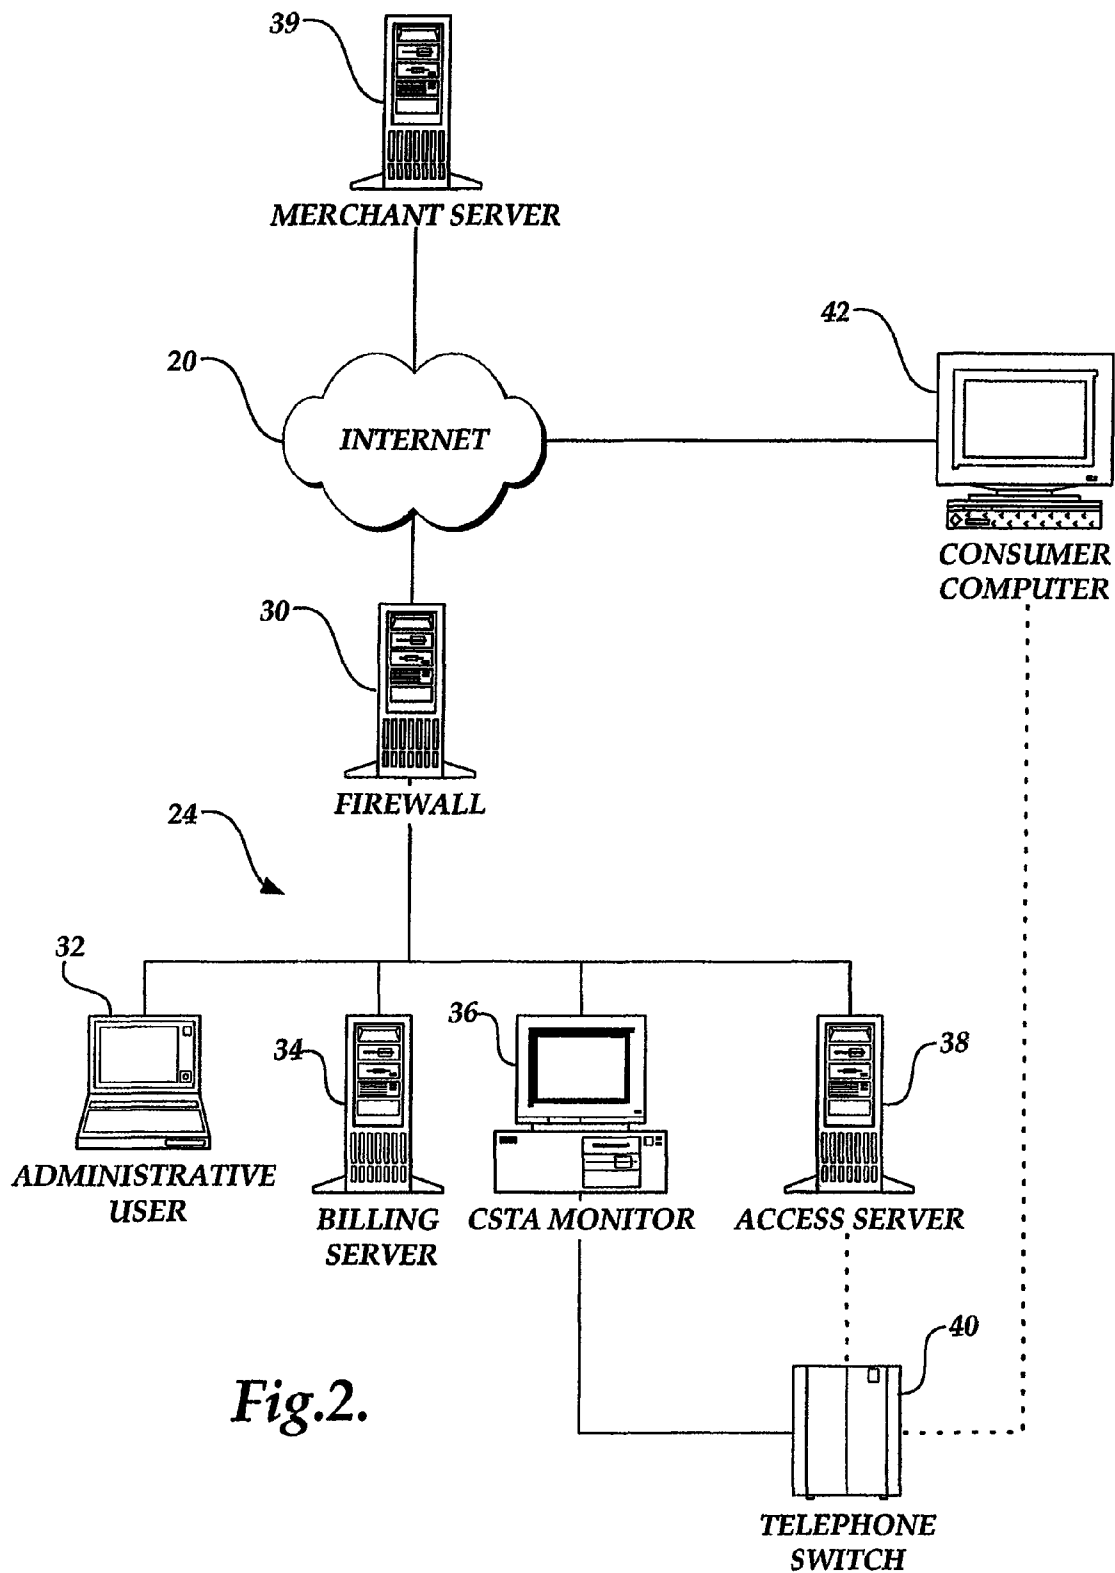 39
MERCHANT SERVER
42
20
INTERNET
CONSUMER
COMPUTER
30
FIREWALL
24
32
34
36
38
ADMINISTRATIVE
USER
BILLING
SERVER
CSTA MONITOR
ACCESS SERVER
40
Fig.2.
TELEPHONE
SWITCH